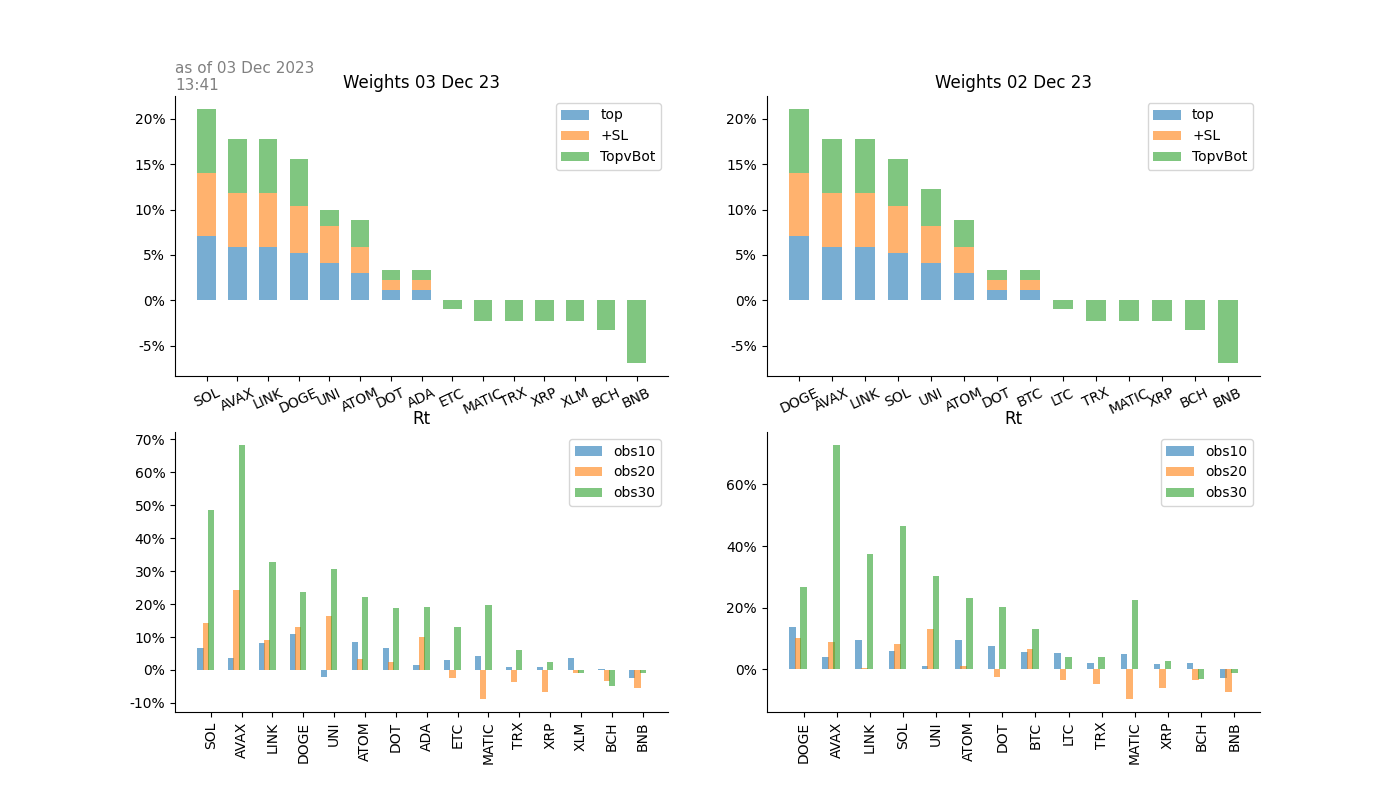 as of 03 Dec 2023
13:41
Weights 03 Dec 23
20%
15%
10%
5%
0%
-5%
top
+SL
TopvBot
SOL AVAX LINK DOGE UNI ATOM DOT ADA ETC MATIC TRX XRP XLM BCH BNB
Weights 02 Dec 23
20%
15%
10%
5%
0%
-5%
top
+SL
TopvBot
DOGE AVAX LINK SOL UNI ATOM DOT BTC LTC TRX MATIC XRP BCH BNB
Rt
70%
60%
50%
40%
30%
20%
10%
0%
-10%
obs10
obs20
obs30
SOL AVAX LINK DOGE UNI ATOM DOT ADA ETC MATIC TRX XRP XLM BCH BNB
Rt
60%
40%
20%
0%
obs10
obs20
obs30
DOGE AVAX LINK SOL UNI ATOM DOT BTC LTC TRX MATIC XRP BCH BNB